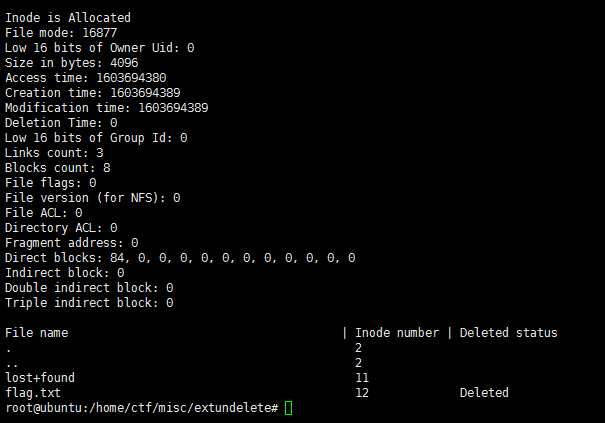 Inode is Allocated
File mode: 16877
Low 16 bits of Owner Uid: 0
Size in bytes: 4096
Access time: 1603694380
Creation time: 1603694389
Modification time: 1603694389
Deletion Time: 0
Low 16 bits of Group Id: 0
Links count: 3
Blocks count: 8
File flags: 0
File version (for NFS): 0
File ACL: 0
Directory ACL: 0
Fragment address: 0
Direct blocks: 84, 0, 0, 0, 0, 0, 0, 0, 0, 0, 0, 0
Indirect block: 0
Double indirect block: 0
Triple indirect block: 0
File name | Inode number | Deleted status
. 2
.. 2
lost+found 11
flag.txt 12 Deleted
root@ubuntu:/home/ctf/misc/extundelete#